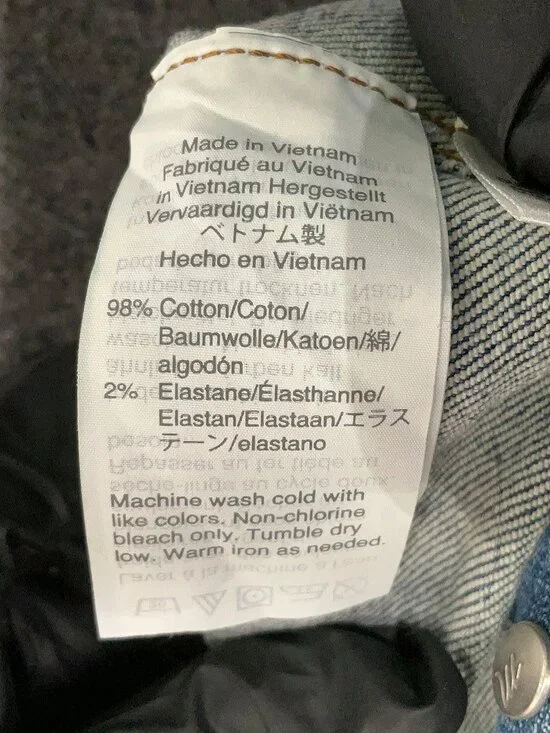 Made in Vietnam
Fabriqué au Vietnam
in Vietnam Hergestellt
Vervaardigd in Viëtnam
ベトナム製
Hecho en Vietnam
98% Cotton/Coton/
Baumwolle/Katoen/綿/
algodón
2% Elastane/Élasthanne/
Elastan/Elastaan/エラス
テーン/elastano
Machine wash cold with
like colors. Non-chlorine
bleach only. Tumble dry
low. Warm iron as needed.